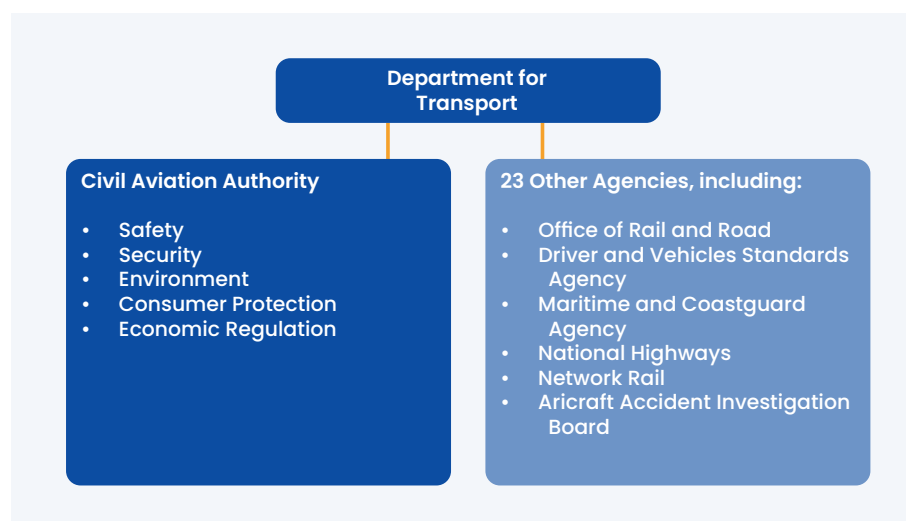 Department for
Transport
Civil Aviation Authority
• Safety
• Security
• Environment
• Consumer Protection
• Economic Regulation
23 Other Agencies, including:
• Office of Rail and Road
• Driver and Vehicles Standards
Agency
• Maritime and Coastguard
Agency
• National Highways
• Network Rail
• Aricraft Accident Investigation
Board